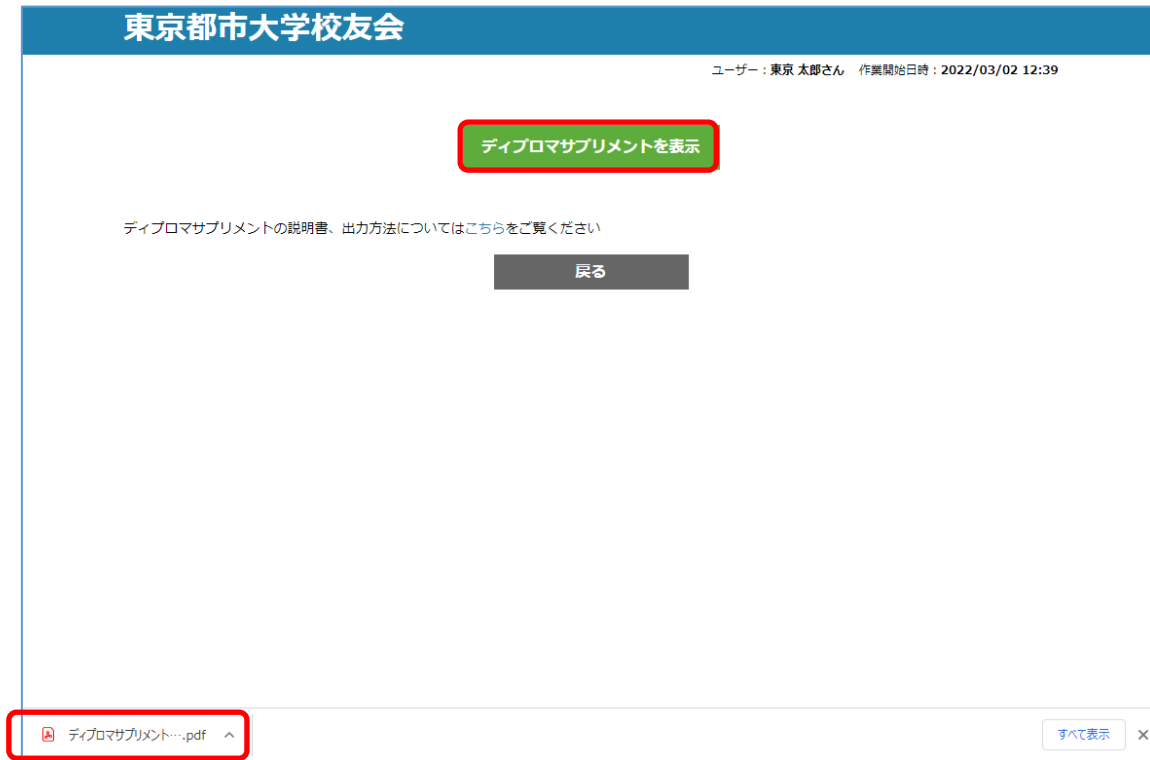 東京都市大学校友会
ユーザー：東京 太郎さん 作業開始日時：2022/03/02 12:39
ディプロマサプリメントを表示
ディプロマサプリメントの説明書、出力方法についてはこちらをご覧ください
戻る
ディプロマサプリメント….pdf
すべて表示